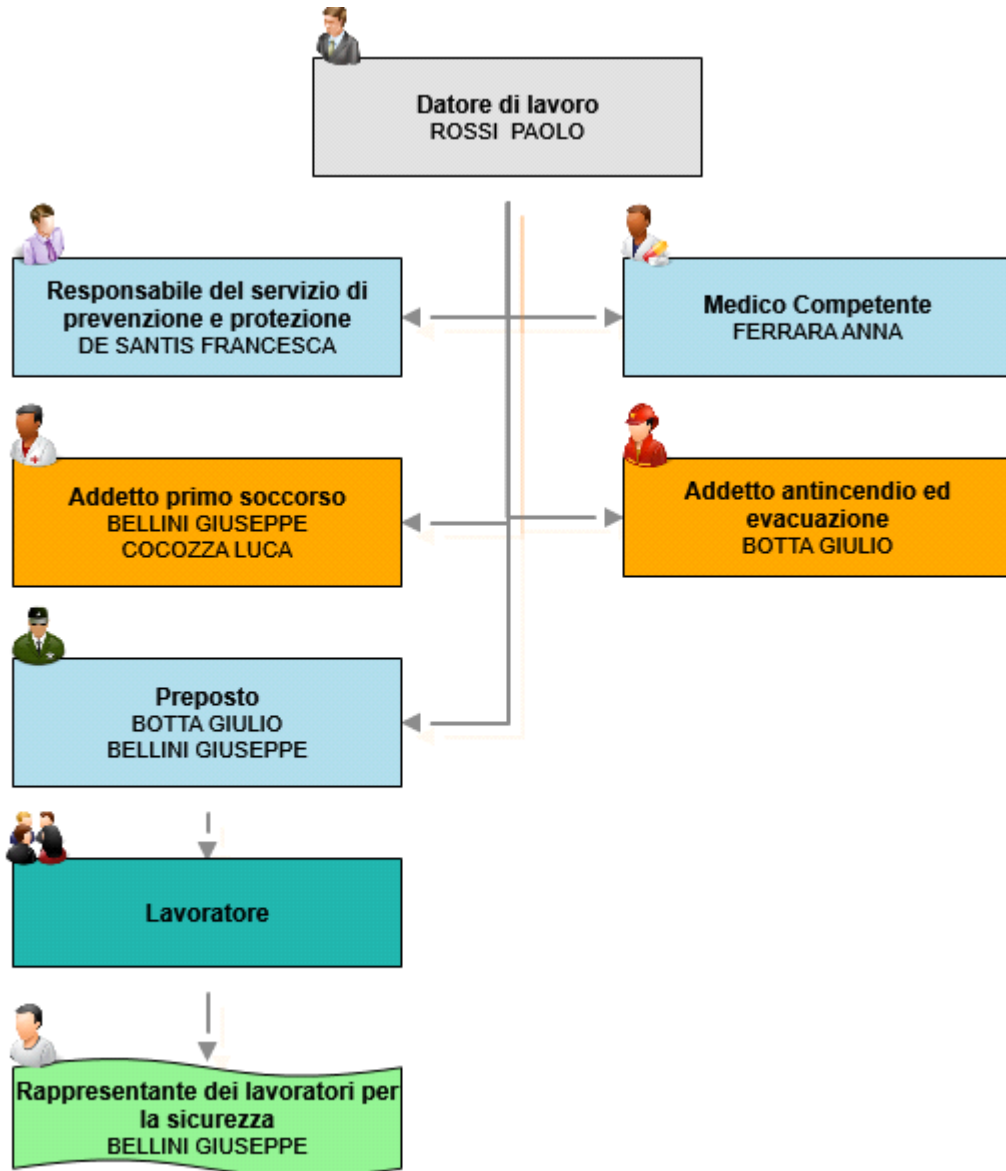 Datore di lavoro
ROSSI PAOLO
Responsabile del servizio di
prevenzione e protezione
DE SANTIS FRANCESCA
Medico Competente
FERRARA ANNA
Addetto primo soccorso
BELLINI GIUSEPPE
COCOZZA LUCA
Addetto antincendio ed
evacuazione
BOTTA GIULIO
Preposto
BOTTA GIULIO
BELLINI GIUSEPPE
Lavoratore
Rappresentante dei lavoratori per
la sicurezza
BELLINI GIUSEPPE